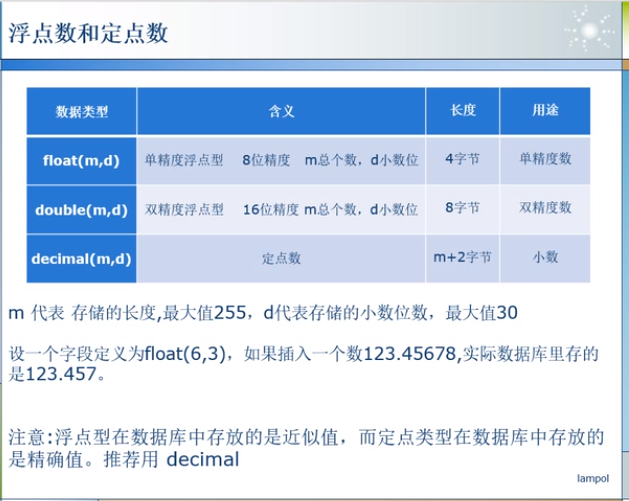 浮点数和定点数
数据类型 含义 长度 用途
float(m,d) 单精度浮点型 8位精度 m总个数，d小数位 4字节 单精度数
double(m,d) 双精度浮点型 16位精度 m总个数，d小数位 8字节 双精度数
decimal(m,d) 定点数 m+2字节 小数
m 代表 存储的长度,最大值255，d代表存储的小数位数，最大值30
设一个字段定义为float(6,3)，如果插入一个数123.45678,实际数据库里存的
是123.457。
注意:浮点型在数据库中存放的是近似值，而定点类型在数据库中存放的
是精确值。推荐用 decimal
lampol